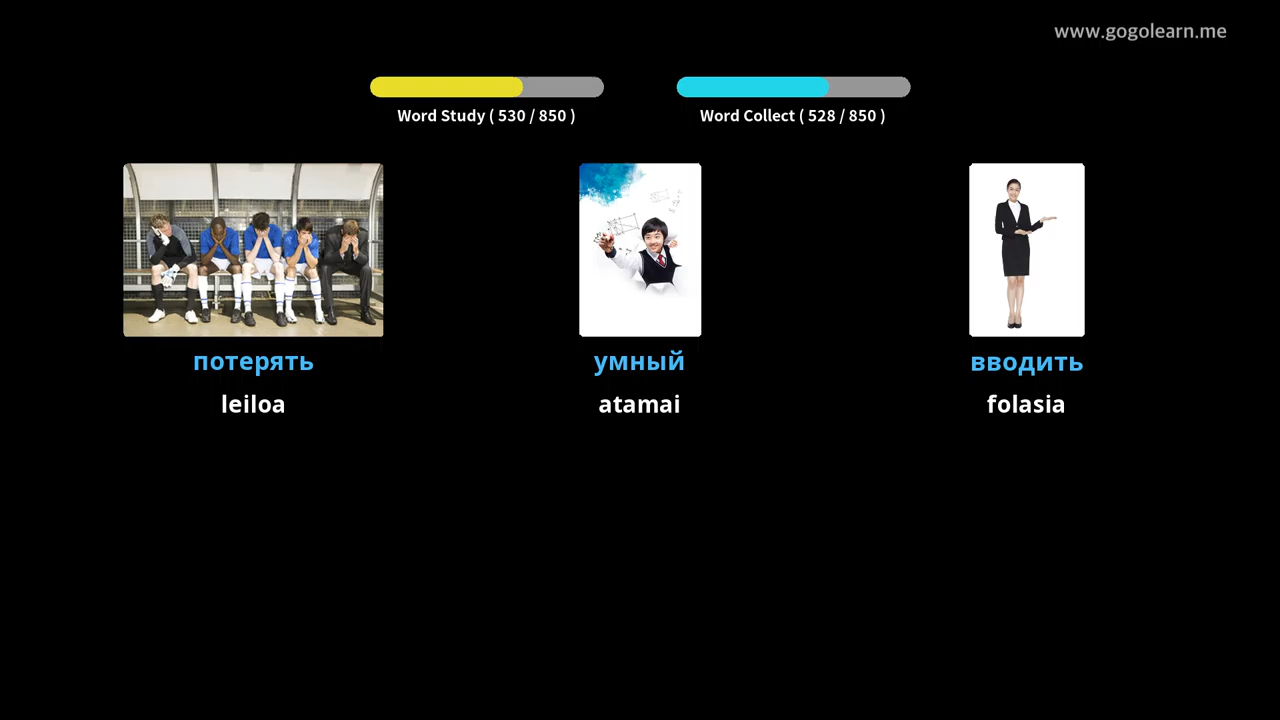 www.gogolearn.me
Word Study ( 530 / 850 )
Word Collect ( 528 / 850 )
потерять
умный
вводить
leiloa
atamai
folasia